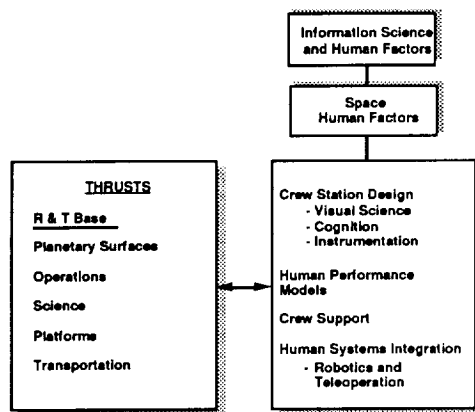 Information Science
and Human Factors
Space
Human Factors
THRUSTS
R & T Base
Planetary Surfaces
Operations
Science
Platforms
Transportation
Crew Station Design
- Visual Science
- Cognition
- Instrumentation
Human Performance
Models
Crew Support
Human Systems Integration
- Robotics and
Teleoperation